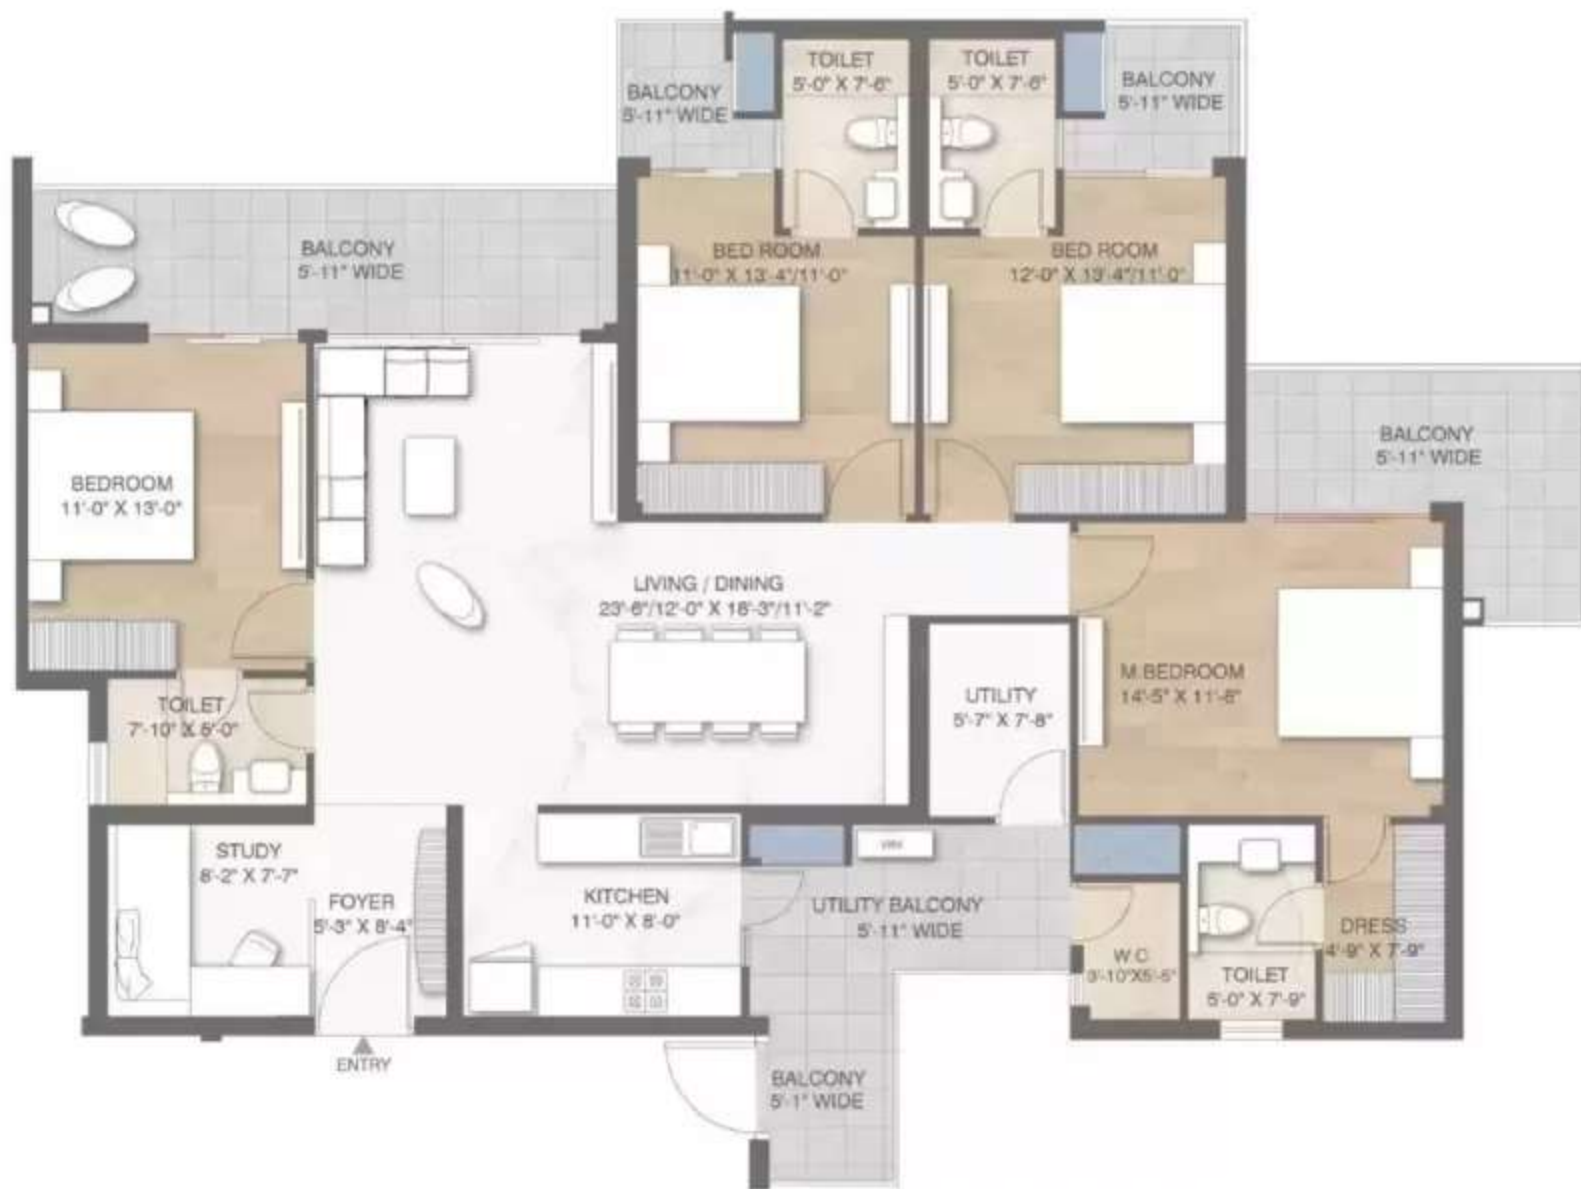 TOILET
5'-0" X 7'-6"
TOILET
5'-0" X 7'-6"
BALCONY
5'-11" WIDE
BALCONY
5'-11" WIDE
BALCONY
5'-11" WIDE
BED ROOM
11'-0" X 13'-4"/11'-0"
BED ROOM
12'-0" X 13'-4"/11'-0"
BALCONY
5'-11" WIDE
BEDROOM
11'-0" X 13'-0"
LIVING / DINING
23'-6"/12'-0" X 18'-3"/11'-2"
M.BEDROOM
14'-5" X 11'-6"
UTILITY
5'-7" X 7'-8"
TOILET
7'-10" X 5'-0"
STUDY
8'-2" X 7'-7"
FOYER
5'-3" X 8'-4"
KITCHEN
11'-0" X 8'-0"
UTILITY BALCONY
5'-11" WIDE
W.C
3'-10"X5'-5"
DRESS
4'-9" X 7'-9"
TOILET
5'-0" X 7'-9"
ENTRY
BALCONY
5'-1" WIDE